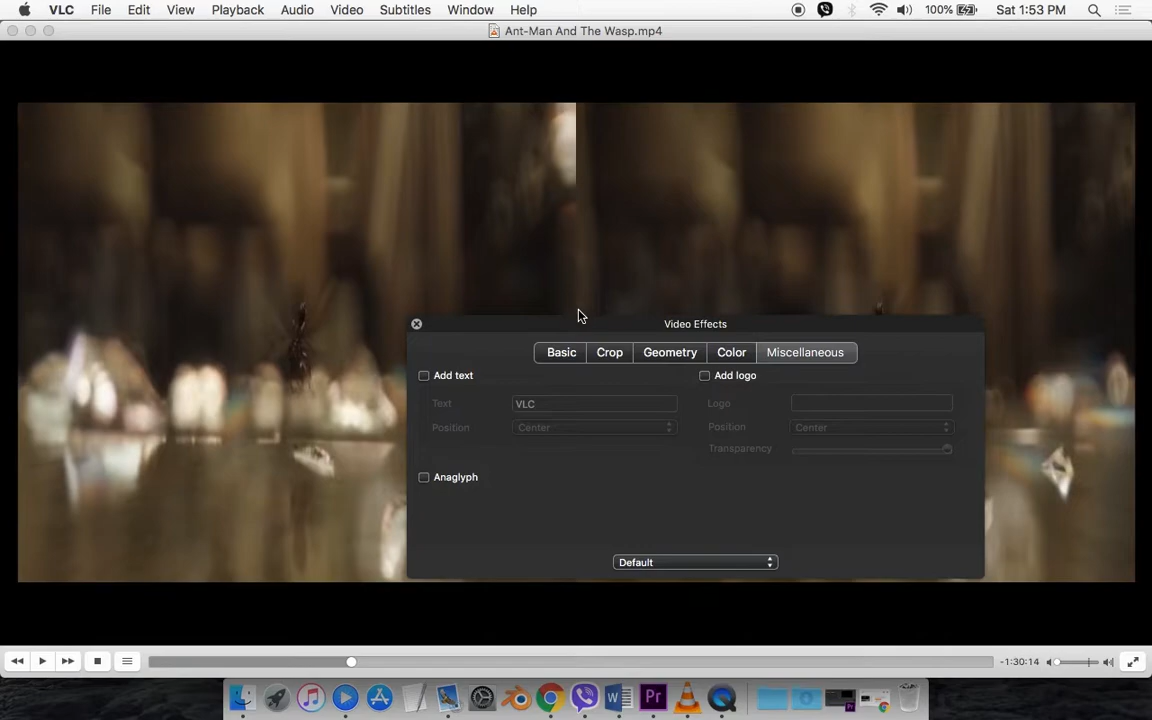 VLC File Edit View Playback Audio Video Subtitles Window Help 100% Sat 1:53 PM
Ant-Man And The Wasp.mp4
Video Effects
Basic Crop Geometry Color Miscellaneous
Add text Add logo
Text VLC Logo
Position Center Position Center
Transparency
Anaglyph
Default
-1:30:14
Pr